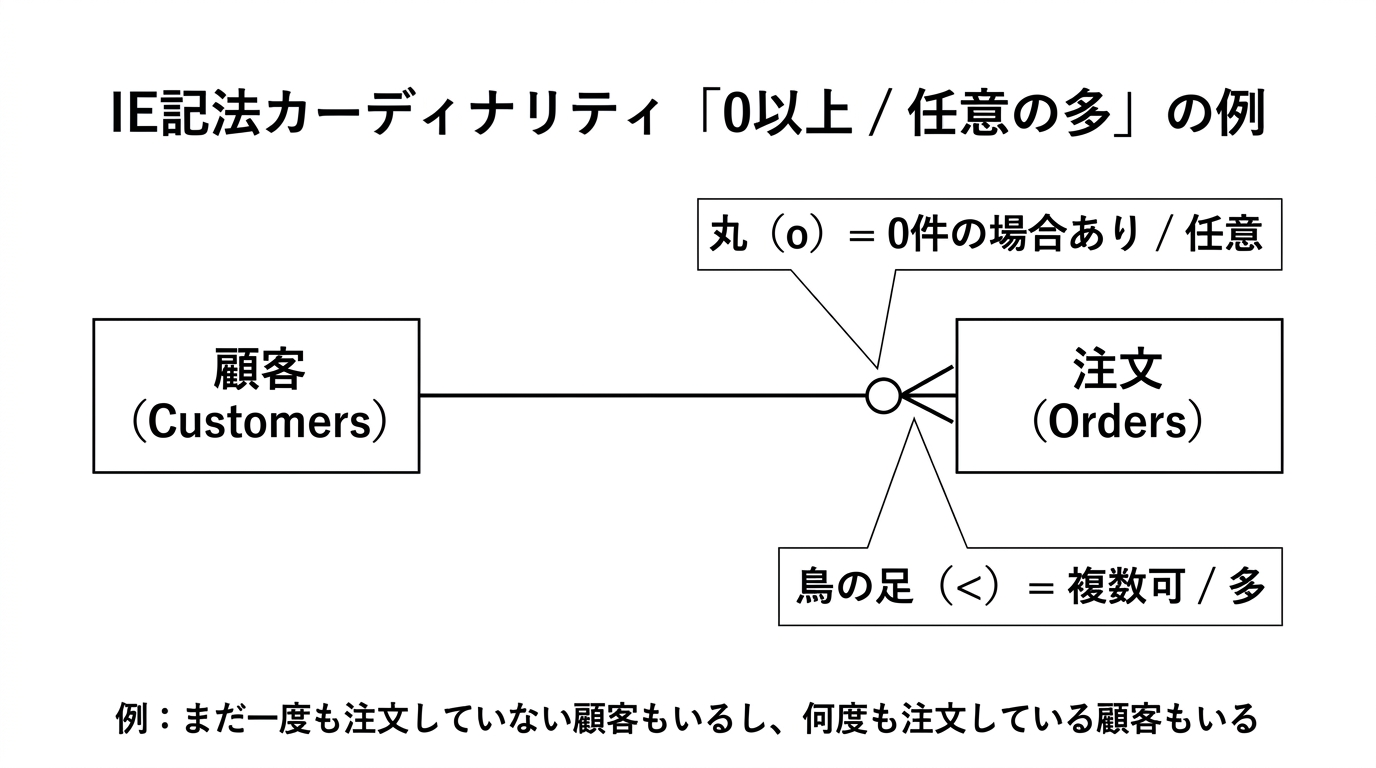 IE記法カーディナリティ「0以上 / 任意の多」の例
丸（o）= 0件の場合あり / 任意
顧客
（Customers）
注文
（Orders）
鳥の足（<）= 複数可 / 多
例：まだ一度も注文していない顧客もいるし、何度も注文している顧客もいる